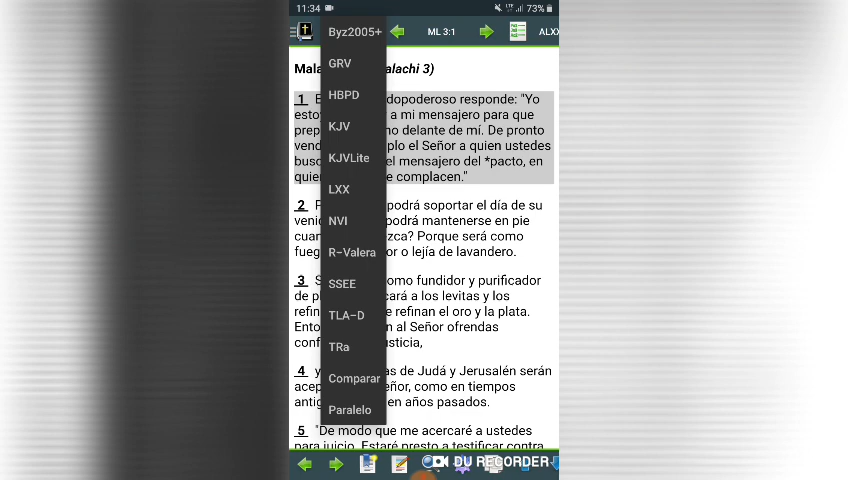 11:34 LTE 73%
Byz2005+ ML 3:1 ALXX
GRV
HBPD
KJV
KJVLite
LXX
NVI
R-Valera
SSEE
TLA-D
TRa
Comparar
Paralelo
Mala achi 3)
1 dopoderoso responde: "Yo
esto a mi mensajero para que
prep no delante de mí. De pronto
vend plo el Señor a quien ustedes
busc el mensajero del *pacto, en
quien complacen."
2 podrá soportar el día de su
veni podrá mantenerse en pie
cuan zca? Porque será como
fueg or o lejía de lavandero.
3 S omo fundidor y purificador
de p cará a los levitas y los
refin e refinan el oro y la plata.
Ento n al Señor ofrendas
conf usticia,
4 y as de Judá y Jerusalén serán
acep eñor, como en tiempos
antig en años pasados.
5 "De modo que me acercaré a ustedes
para juicio. Estaré presto a testificar contra
DU RECORDER